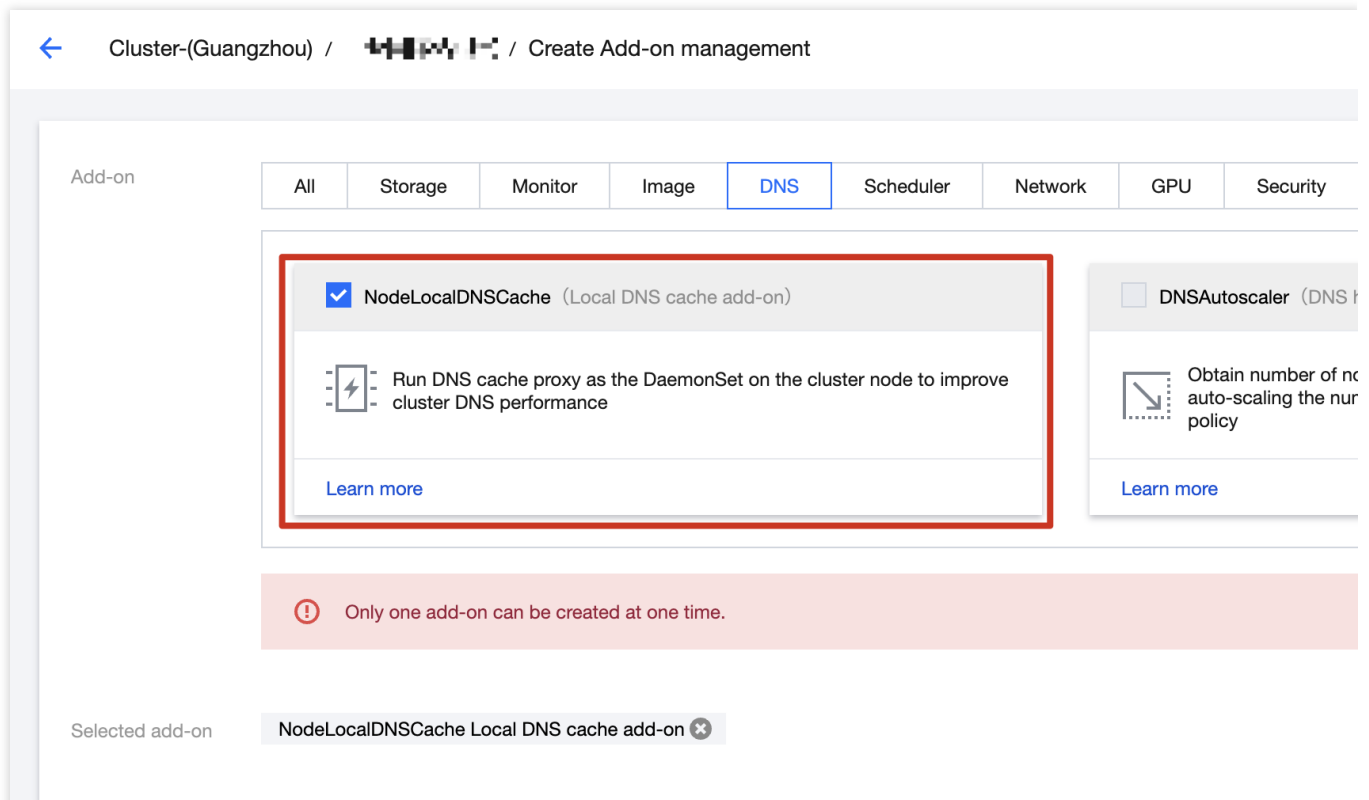 Cluster-(Guangzhou) / / Create Add-on management
Add-on
All Storage Monitor Image DNS Scheduler Network GPU Security
NodeLocalDNSCache (Local DNS cache add-on)
Run DNS cache proxy as the DaemonSet on the cluster node to improve
cluster DNS performance
Learn more
DNSAutoscaler (DNS
Obtain number of
auto-scaling the
policy
Learn more
Only one add-on can be created at one time.
Selected add-on
NodeLocalDNSCache Local DNS cache add-on